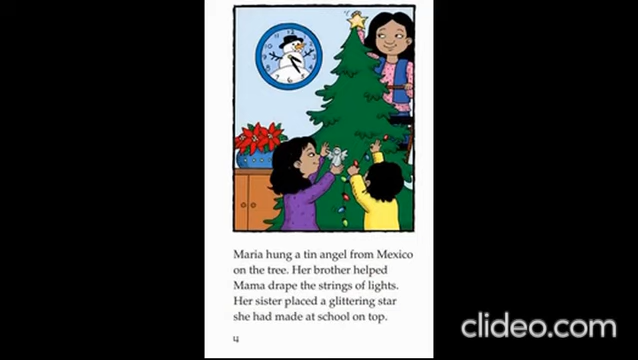 Maria hung a tin angel from Mexico
on the tree. Her brother helped
Mama drape the strings of lights.
Her sister placed a glittering star
she had made at school on top.
4
clideo.com